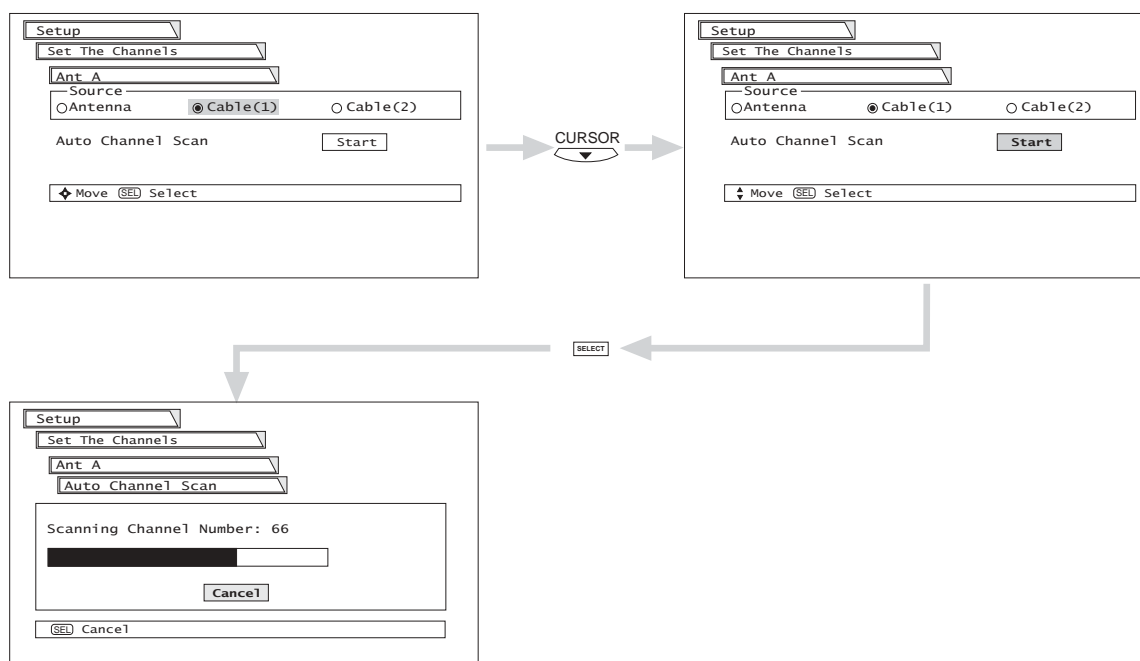 Setup
Set The Channels
Ant A
Source
Antenna Cable(1) Cable(2)
Auto Channel Scan Start
Move SEL Select
CURSOR
Setup
Set The Channels
Ant A
Source
Antenna Cable(1) Cable(2)
Auto Channel Scan Start
Move SEL Select
SELECT
Setup
Set The Channels
Ant A
Auto Channel Scan
Scanning Channel Number: 66
Cancel
SEL Cancel